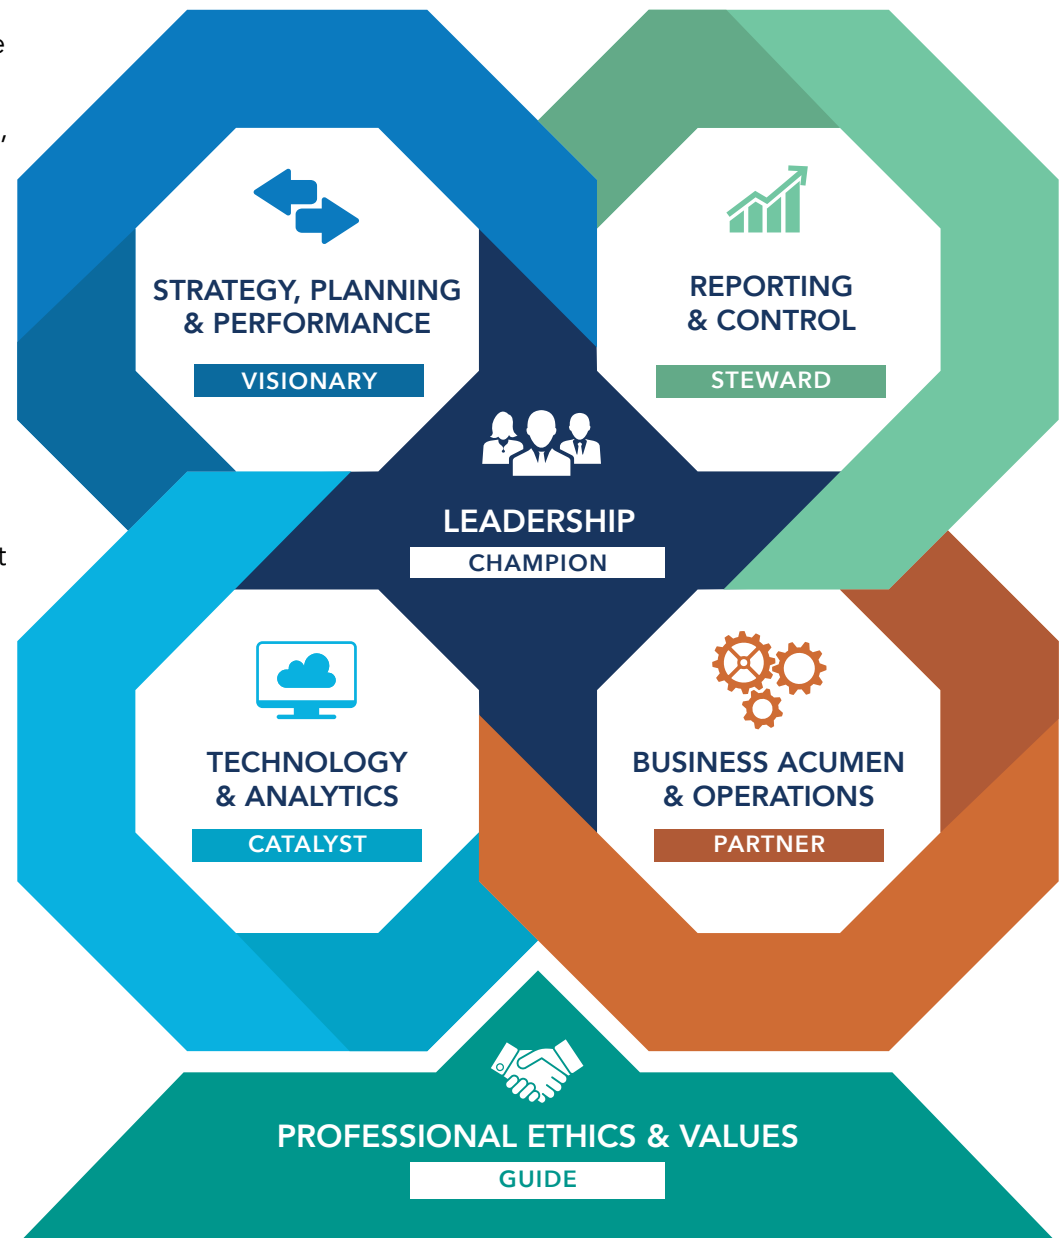 e
,
STRATEGY, PLANNING
& PERFORMANCE
VISIONARY
REPORTING
& CONTROL
STEWARD
LEADERSHIP
CHAMPION
t
TECHNOLOGY
& ANALYTICS
CATALYST
BUSINESS ACUMEN
& OPERATIONS
PARTNER
PROFESSIONAL ETHICS & VALUES
GUIDE